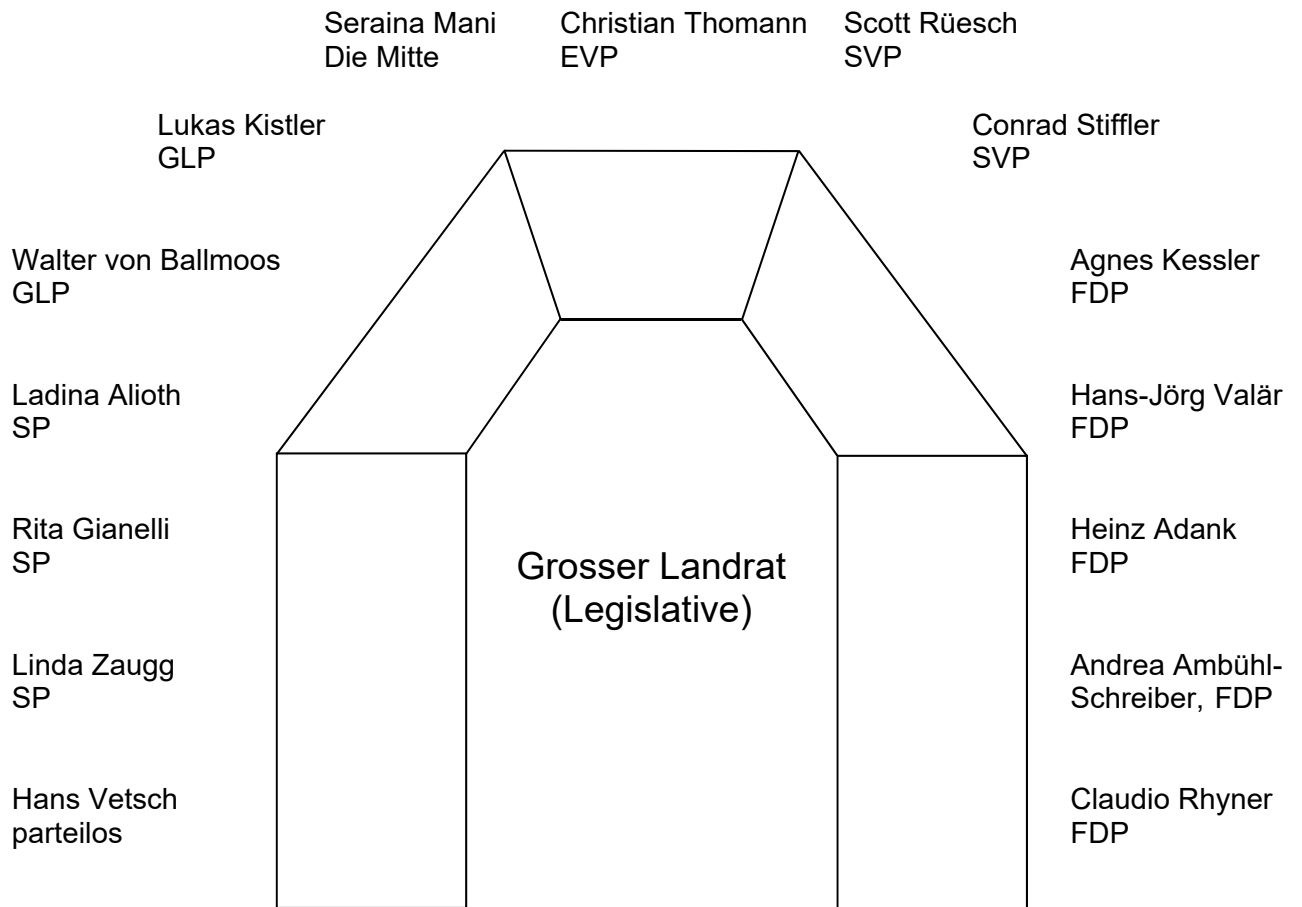 Seraina Mani
Die Mitte
Christian Thomann
EVP
Scott Rüesch
SVP
Lukas Kistler
GLP
Conrad Stiffler
SVP
Walter von Ballmoos
GLP
Agnes Kessler
FDP
Ladina Alioth
SP
Hans-Jörg Valär
FDP
Rita Gianelli
SP
Heinz Adank
FDP
Grosser Landrat
(Legislative)
Linda Zaugg
SP
Andrea Ambühl-
Schreiber, FDP
Hans Vetsch
parteilos
Claudio Rhyner
FDP